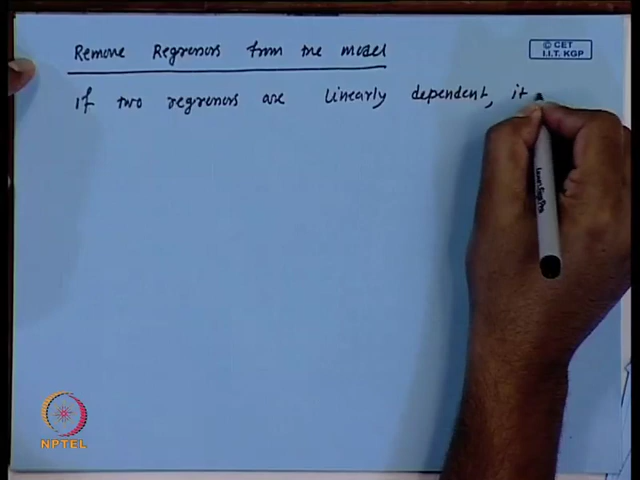 Remove Regressors from the model
© CET
I.I.T. KGP
If two regressors are linearly dependent, it
NPTEL